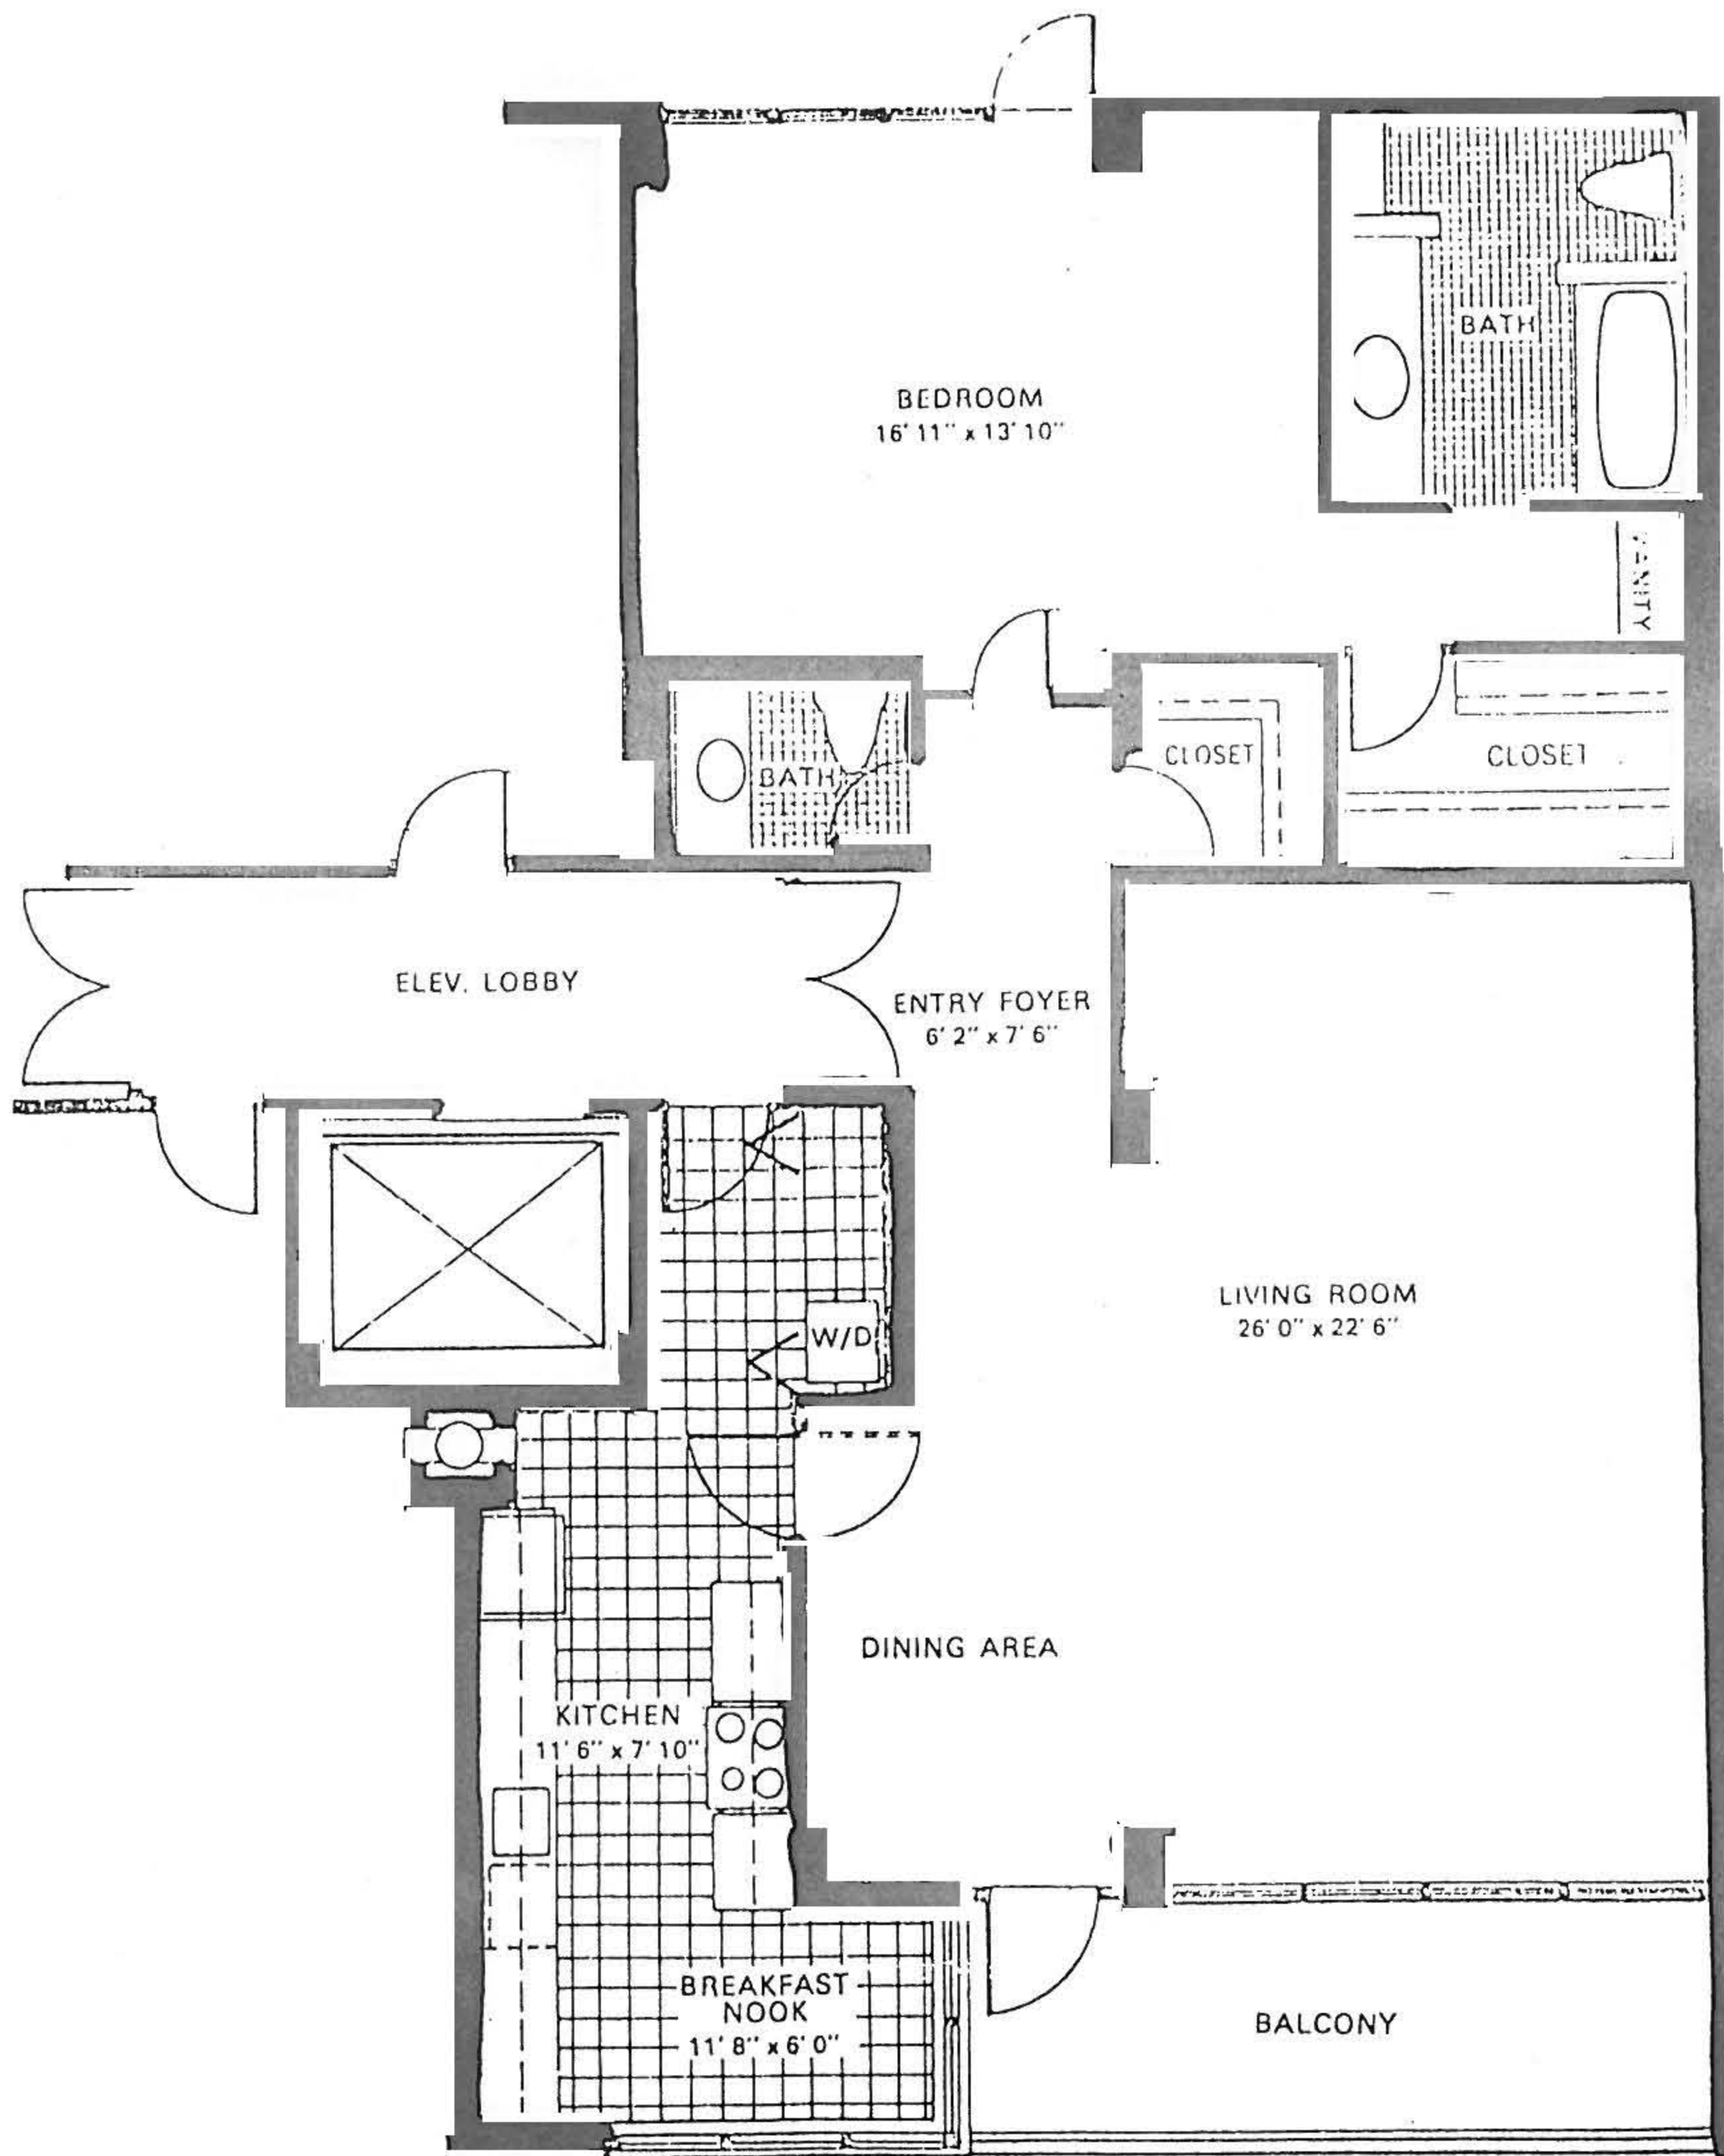 BATH
BEDROOM
16' 11" x 13' 10"
VANITY
BATH
CLOSET
CLOSET
ELEV. LOBBY
ENTRY FOYER
6' 2" x 7' 6"
LIVING ROOM
26' 0" x 22' 6"
W/D
DINING AREA
KITCHEN
11' 6" x 7' 10"
BREAKFAST
NOOK
11' 8" x 6' 0"
BALCONY